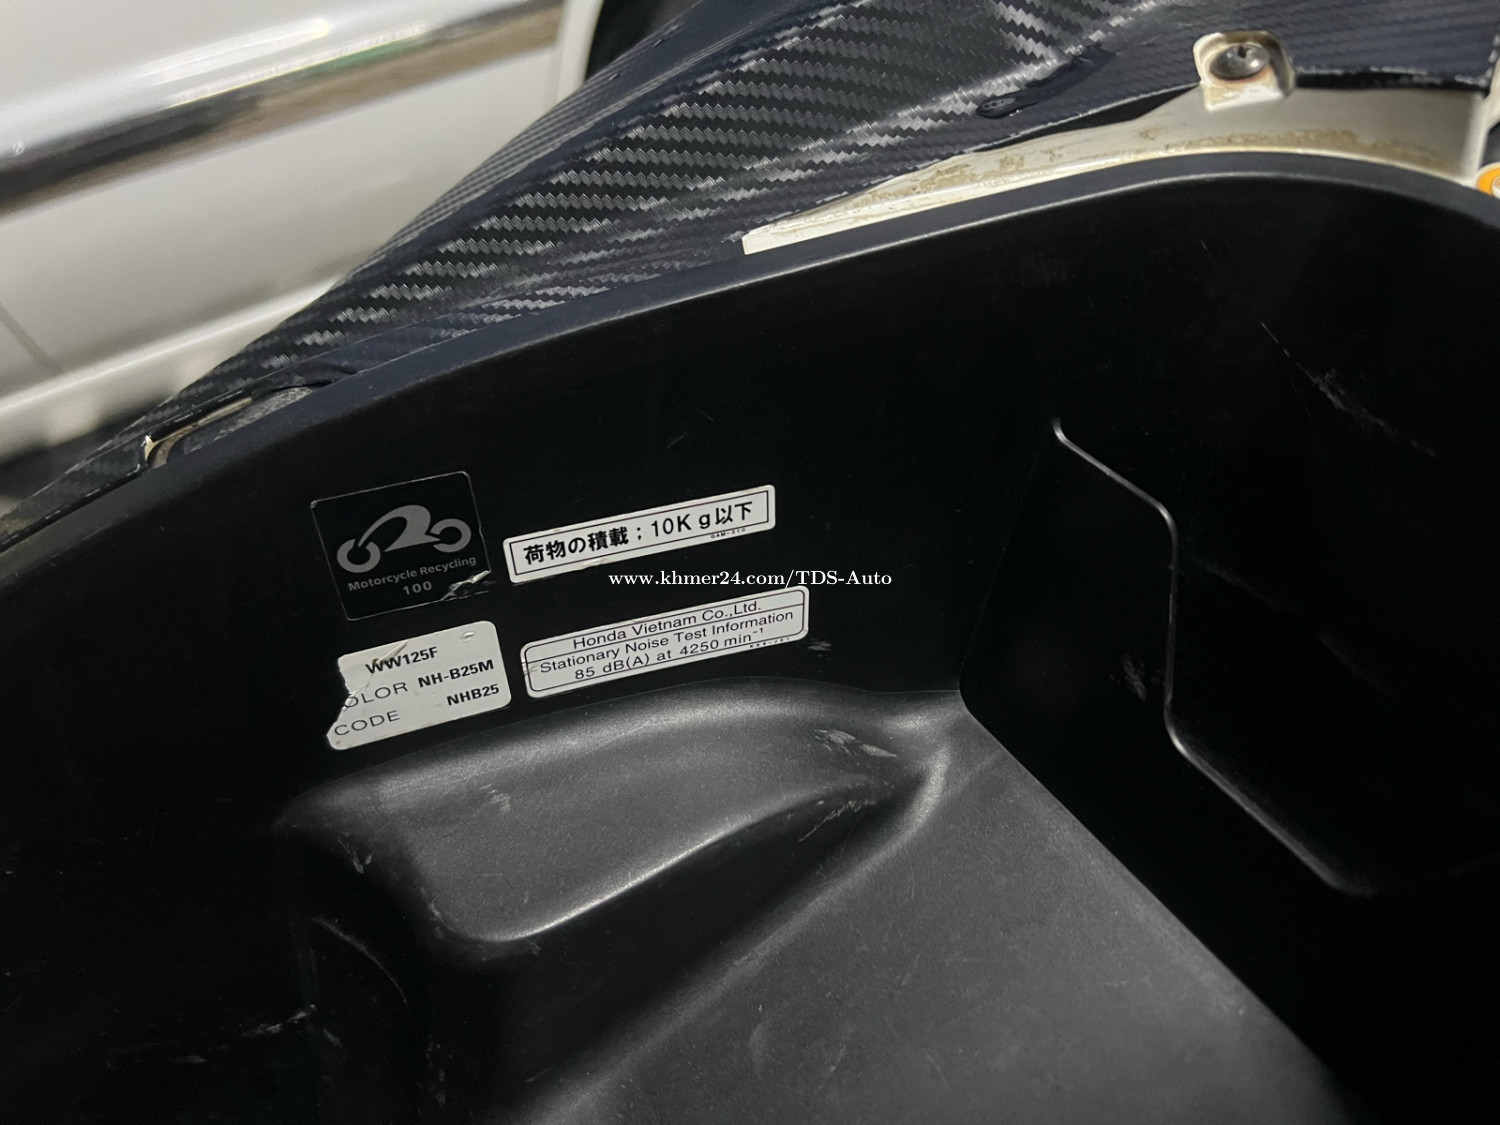 Motorcycle Recycling
100
荷物の積載；10Kg以下
www.khmer24.com/TDS-Auto
Honda Vietnam Co.,Ltd.
Stationary Noise Test Information
85 dB(A) at 4250 min⁻¹
WW125F
OLOR NH-B25M
CODE NHB25